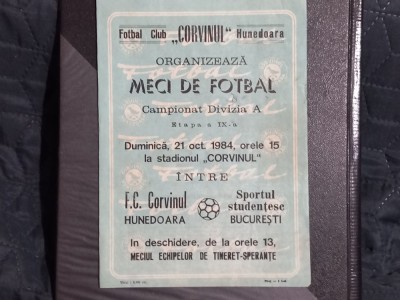 Fotbal Club „CORVINUL” Hunedoara
ORGANIZEAZĂ
MECI DE FOTBAL
Campionat Divizia A
Etapa a IX-a
Duminică, 21 oct. 1984, orele 15
la stadionul „CORVINUL”
ÎNTRE
F.C. Corvinul Sportul
studențesc
HUNEDOARA BUCUREȘTI
In deschidere, de la orele 13,
MECIUL ECHIPELOR DE TINERET-SPERANȚE